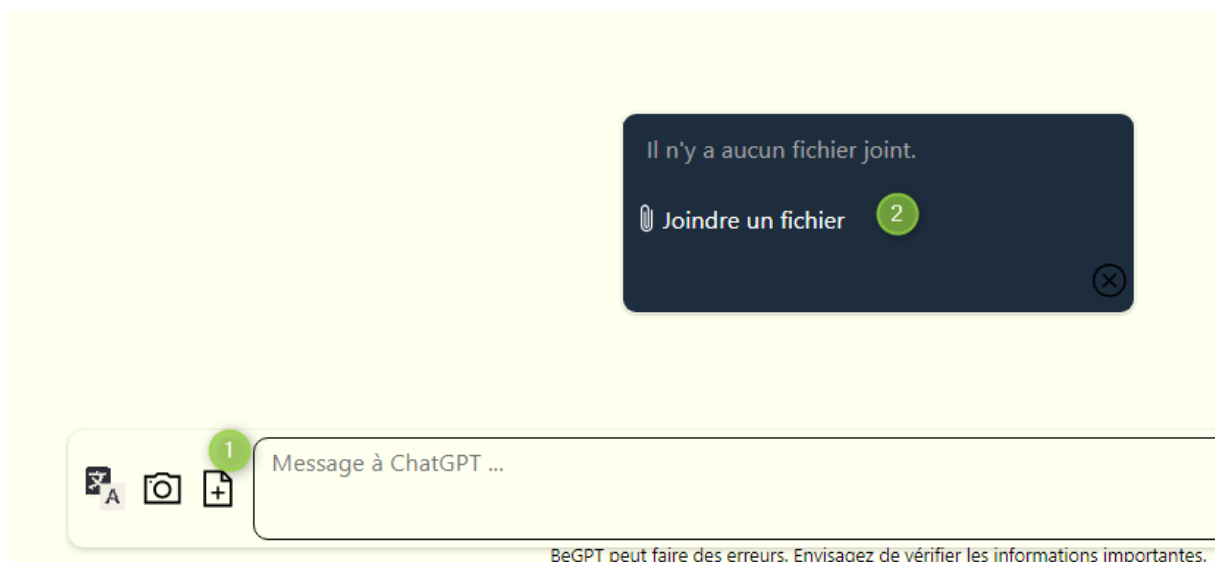 Il n'y a aucun fichier joint.
Joindre un fichier 2
1
Message à ChatGPT ...
A
BeGPT peut faire des erreurs. Envisagez de vérifier les informations importantes.